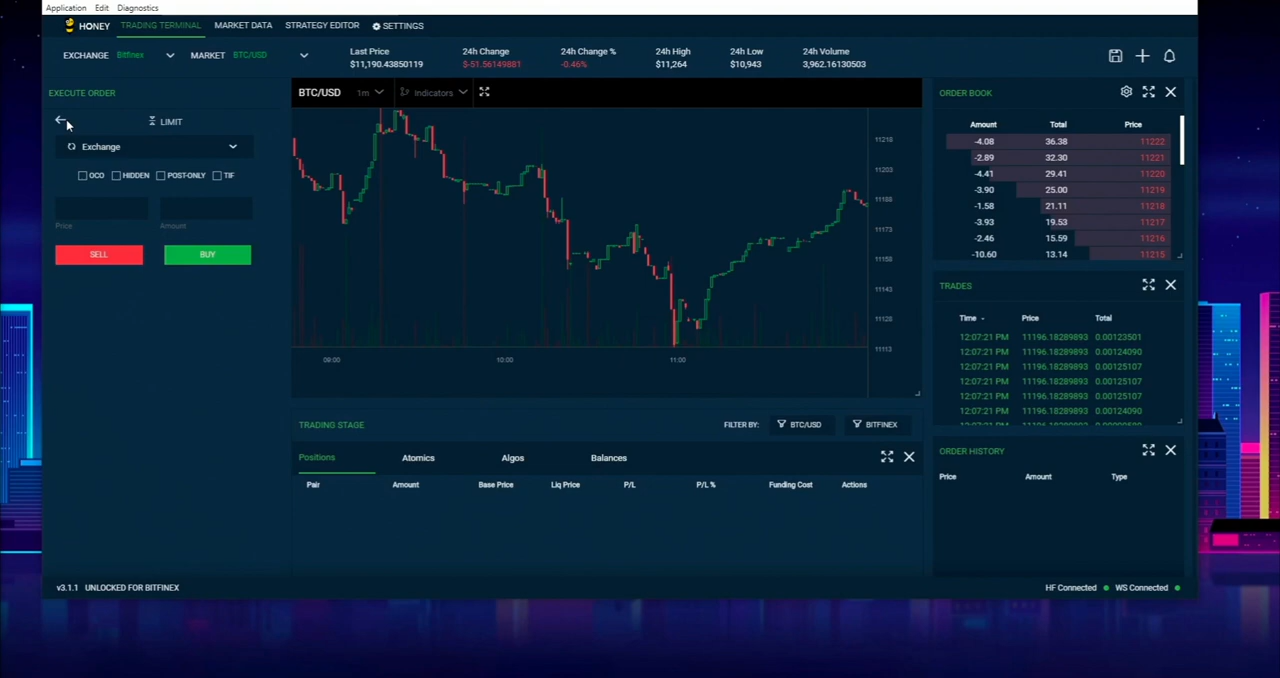 Application Edit Diagnostics
HONEY TRADING TERMINAL MARKET DATA STRATEGY EDITOR SETTINGS
EXCHANGE Bitfinex MARKET BTC/USD
Last Price 24h Change 24h Change % 24h High 24h Low 24h Volume
$11,190.43850119 $-51.56149881 -0.46% $11,264 $10,943 3,962.16130503
EXECUTE ORDER
LIMIT
Exchange
OCO HIDDEN POST-ONLY TIF
Price Amount
SELL BUY
BTC/USD 1m Indicators
11218
11203
11188
11173
11158
11143
11128
11113
09:00 10:00 11:00
TRADING STAGE FILTER BY: BTC/USD BITFINEX
Positions Atomics Algos Balances
Pair Amount Base Price Liq Price P/L P/L % Funding Cost Actions
ORDER BOOK
Amount Total Price
-4.08 36.38 11222
-2.89 32.30 11221
-4.41 29.41 11220
-3.90 25.00 11219
-1.58 21.11 11218
-3.93 19.53 11217
-2.46 15.59 11216
-10.60 13.14 11215
TRADES
Time Price Total
12:07:21 PM 11196.18289893 0.00123501
12:07:21 PM 11196.18289893 0.00124090
12:07:21 PM 11196.18289893 0.00125107
12:07:21 PM 11196.18289893 0.00125107
12:07:21 PM 11196.18289893 0.00125107
12:07:21 PM 11196.18289893 0.00124090
ORDER HISTORY
Price Amount Type
v3.1.1 UNLOCKED FOR BITFINEX
HF Connected WS Connected